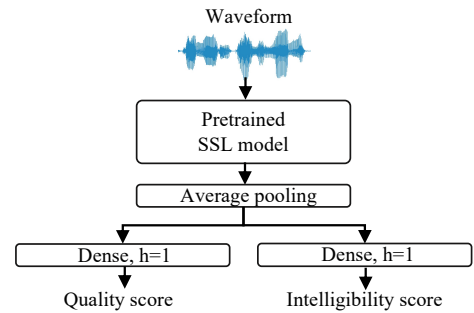 Waveform
Pretrained
SSL model
Average pooling
Dense, h=1
Dense, h=1
Quality score
Intelligibility score